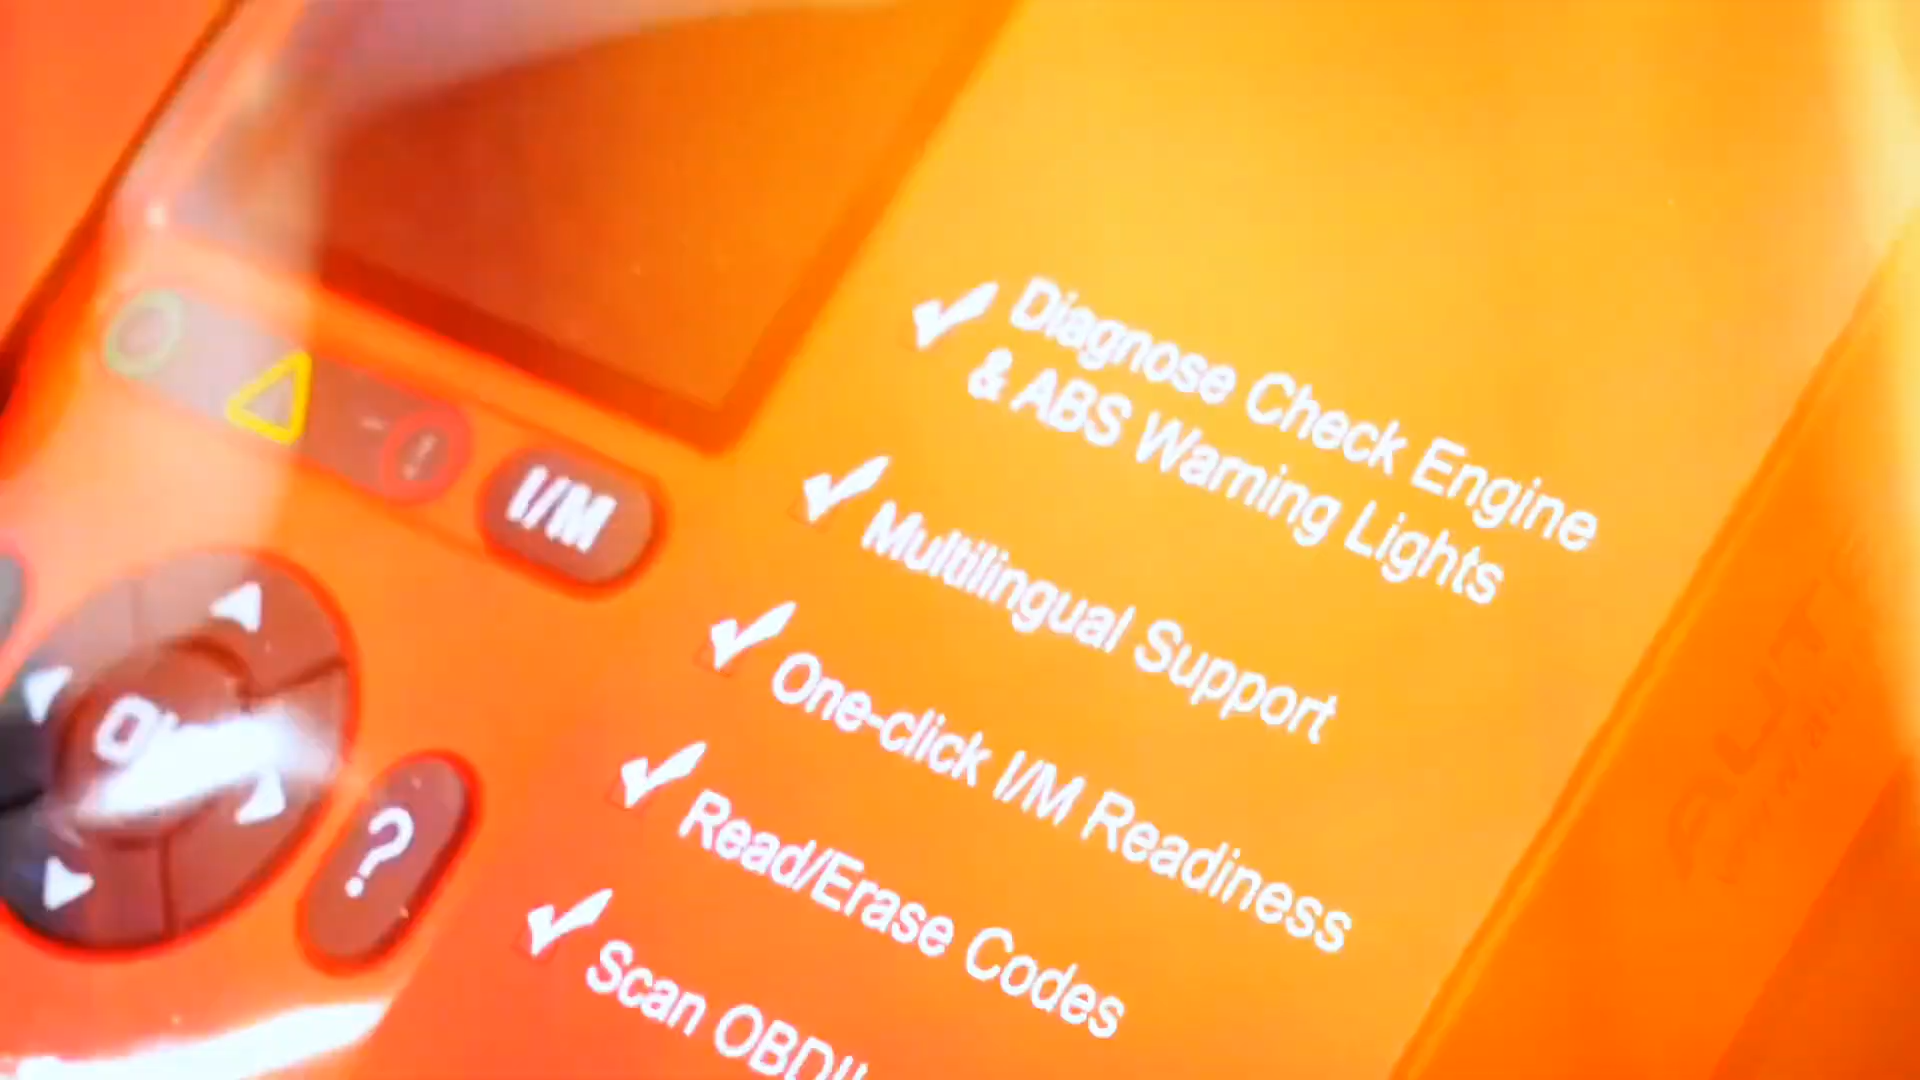 Diagnose Check Engine
& ABS Warning Lights
Multilingual Support
One-click I/M Readiness
Read/Erase Codes
Scan OBDII
I/M
?